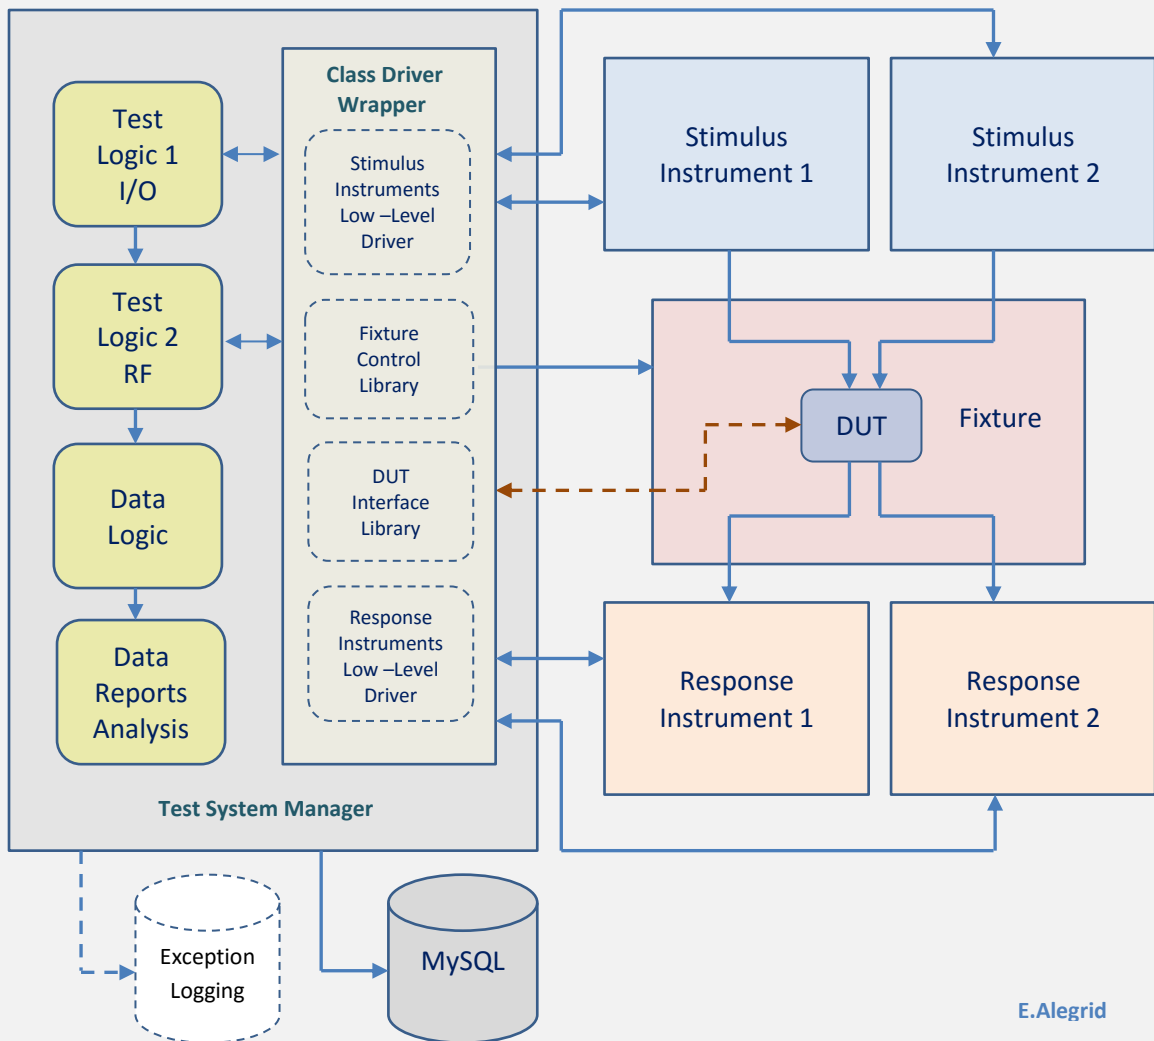 Class Driver
Wrapper
Test
Logic 1
I/O
Stimulus
Instruments
Low –Level
Driver
Stimulus
Instrument 1
Stimulus
Instrument 2
Test
Logic 2
RF
Fixture
Control
Library
DUT
Fixture
Data
Logic
DUT
Interface
Library
Data
Reports
Analysis
Response
Instruments
Low –Level
Driver
Response
Instrument 1
Response
Instrument 2
Test System Manager
Exception
Logging
MySQL
E.Alegrid